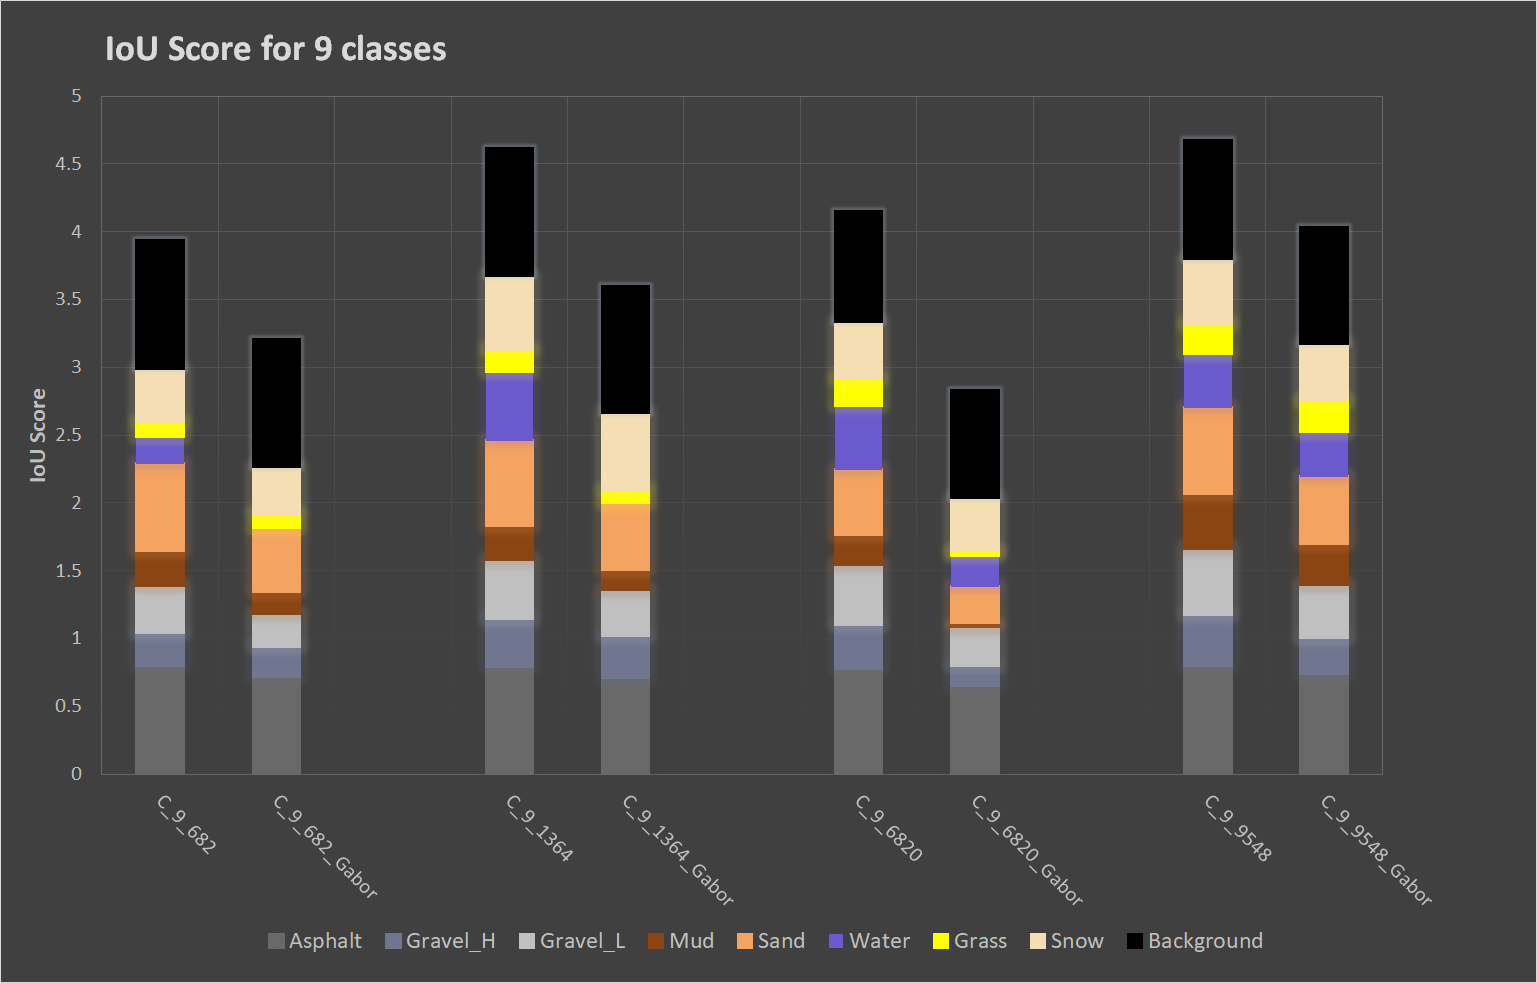 IoU Score for 9 classes
5
4.5
4
3.5
3
2.5
2
1.5
1
0.5
0
IoU Score
C_9_682
C_9_682_Gabor
C_9_1364
C_9_1364_Gabor
C_9_6820
C_9_6820_Gabor
C_9_9548
C_9_9548_Gabor
Asphalt Gravel_H Gravel_L Mud Sand Water Grass Snow Background